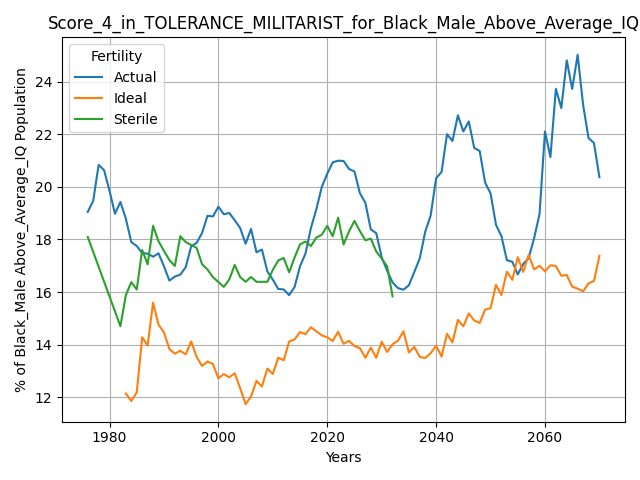 Score_4_in_TOLERANCE_MILITARIST_for_Black_Male_Above_Average_IQ
Fertility
Actual
Ideal
Sterile
% of Black_Male Above_Average_IQ Population
24
22
20
18
16
14
12
1980
2000
2020
2040
2060
Years